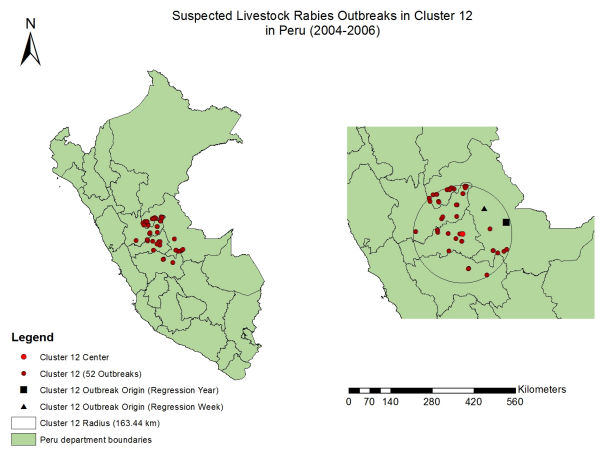 Suspected Livestock Rabies Outbreaks in Cluster 12
in Peru (2004-2006)
N
Legend
Cluster 12 Center
Cluster 12 (52 Outbreaks)
Cluster 12 Outbreak Origin (Regression Year)
Cluster 12 Outbreak Origin (Regression Week)
Cluster 12 Radius (163.44 km)
Peru department boundaries
Kilometers
0 70 140 280 420 560